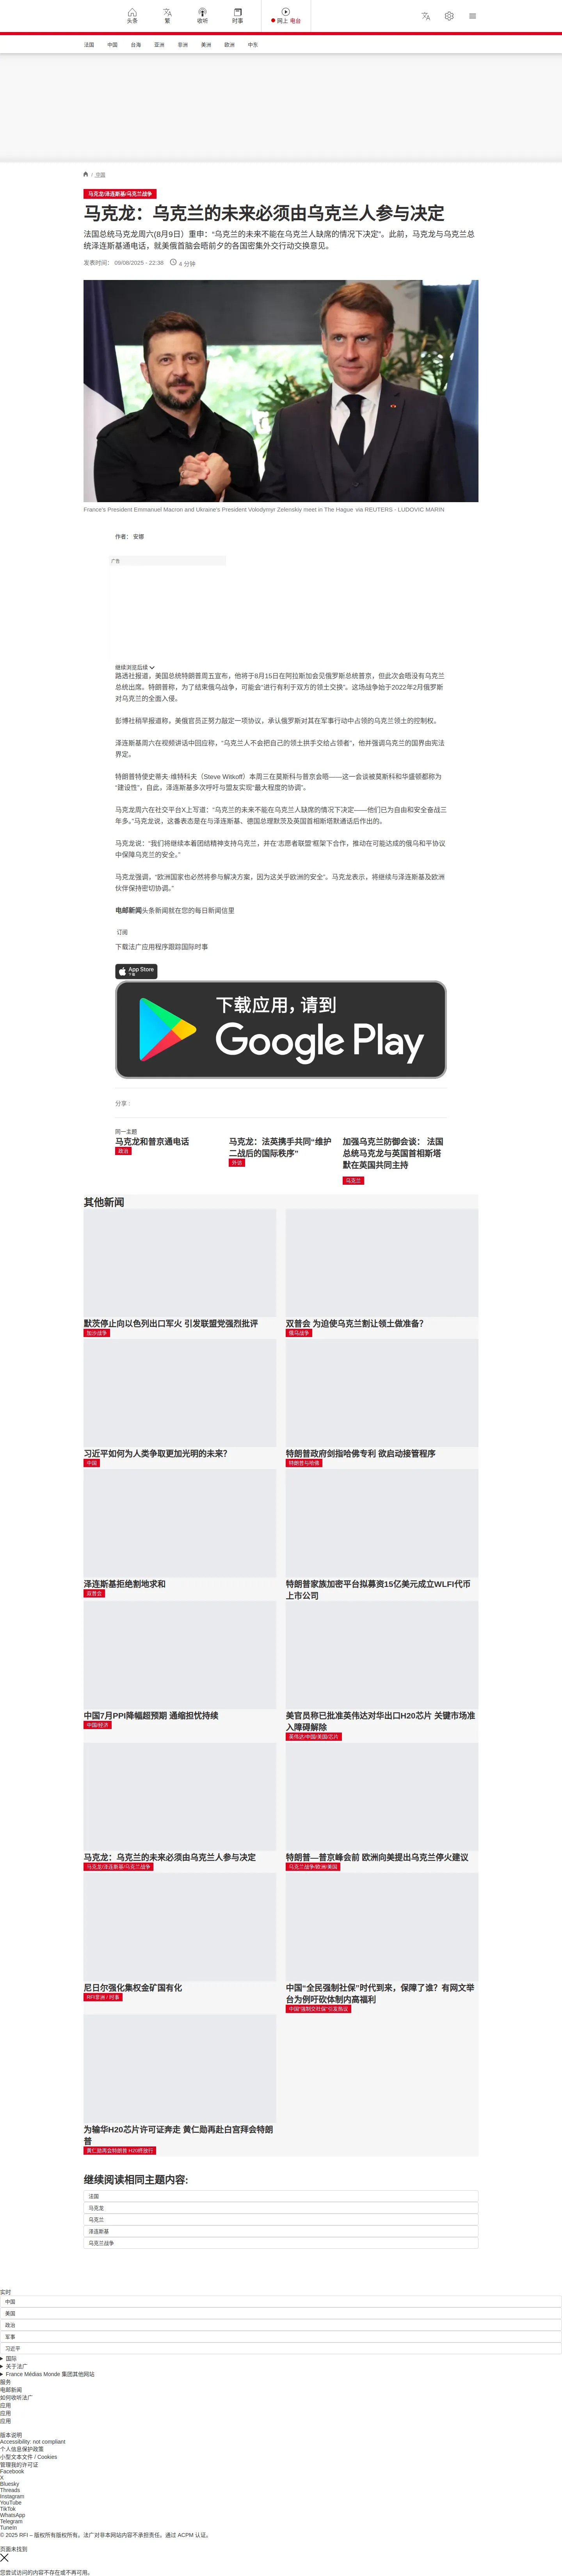 头条
繁
收听
时事
网上 电台
法国
中国
台海
亚洲
非洲
美洲
欧洲
中东
法国
马克龙/泽连斯基/乌克兰战争
马克龙：乌克兰的未来必须由乌克兰人参与决定
法国总统马克龙周六(8月9日）重申：“乌克兰的未来不能在乌克兰人缺席的情况下决定”。此前，马克龙与乌克兰总
统泽连斯基通电话，就美俄首脑会晤前夕的各国密集外交行动交换意见。
发表时间： 09/08/2025 - 22:38
4 分钟
France's President Emmanuel Macron and Ukraine's President Volodymyr Zelenskiy meet in The Hague via REUTERS - LUDOVIC MARIN
作者： 安娜
广告
继续浏览后续
路透社报道，美国总统特朗普周五宣布，他将于8月15日在阿拉斯加会见俄罗斯总统普京，但此次会晤没有乌克兰
总统出席、特朗普称，为了结束俄乌战争，可能会“进行有利于双方的领土交换”。这场战争始于2022年2月俄罗斯
对乌克兰的全面入侵。
彭博社稍早报道称，美俄官员正努力敲定一项协议，承认俄罗斯对其在军事行动中占领的乌克兰领土的控制权。
泽连斯基周六在视频讲话中回应称，“乌克兰人不会把自己的领土拱手交给占领者”，他并强调乌克兰的国界由宪法
界定。
特朗普特使史蒂夫·维特科夫（Steve Witkoff）本周三在莫斯科与普京会晤——这一会谈被莫斯科和华盛顿都称为
“建设性”，自此，泽连斯基多次呼吁与盟友实现“最大程度的协调”。
马克龙周六在社交平台X上写道：“乌克兰的未来不能在乌克兰人缺席的情况下决定——他们已为自由和安全奋战三
年多。”马克龙说，这番表态是在与泽连斯基、德国总理默茨及英国首相斯塔默通话后作出的。
马克龙说：“我们将继续本着团结精神支持乌克兰，并在‘志愿者联盟’框架下合作，推动在可能达成的俄乌和平协议
中保障乌克兰的安全。”
马克龙强调，“欧洲国家也必然将参与解决方案，因为这关乎欧洲的安全”。马克龙表示，将继续与泽连斯基及欧洲
伙伴保持密切协调。”
电邮新闻头条新闻就在您的每日新闻信里
订阅
下载法广应用程序跟踪国际时事
App Store
下载
下载应用，请到
Google Play
分享 :
同一主题
马克龙和普京通电话
政治
马克龙：法英携手共同“维护
二战后的国际秩序”
外访
加强乌克兰防御会谈： 法国
总统马克龙与英国首相斯塔
默在英国共同主持
乌克兰
其他新闻
默茨停止向以色列出口军火 引发联盟党强烈批评
加沙战争
双普会 为迫使乌克兰割让领土做准备？
俄乌战争
习近平如何为人类争取更加光明的未来？
中国
特朗普政府剑指哈佛专利 欲启动接管程序
特朗普与哈佛
泽连斯基拒绝割地求和
双普会
特朗普家族加密平台拟募资15亿美元成立WLFI代币
上市公司
中国7月PPI降幅超预期 通缩担忧持续
中国/经济
美官员称已批准英伟达对华出口H20芯片 关键市场准
入障碍解除
英伟达/中国/美国/芯片
马克龙：乌克兰的未来必须由乌克兰人参与决定
马克龙/泽连斯基/乌克兰战争
特朗普—普京峰会前 欧洲向美提出乌克兰停火建议
乌克兰战争/欧洲/美国
尼日尔强化集权金矿国有化
RFI非洲 / 时事
中国“全民强制社保”时代到来，保障了谁？有网文举
台为例吁砍体制内高福利
中国“强制交社保”引发热议
为输华H20芯片许可证奔走 黄仁勋再赴白宫拜会特朗
普
黄仁勋再会特朗普 H20终放行
继续阅读相同主题内容:
法国
马克龙
乌克兰
泽连斯基
乌克兰战争
实时
中国
美国
政治
军事
习近平
国际
关于法广
France Médias Monde 集团其他网站
服务
电邮新闻
如何收听法广
应用
应用
应用
版本说明
Accessibility: not compliant
个人信息保护政策
小型文本文件 / Cookies
管理我的许可证
Facebook
X
Bluesky
Threads
Instagram
YouTube
TikTok
WhatsApp
Telegram
TuneIn
© 2025 RFI – 版权所有版权所有。法广对非本网站内容不承担责任。通过 ACPM 认证。
页面未找到
您尝试访问的内容不存在或不再可用。